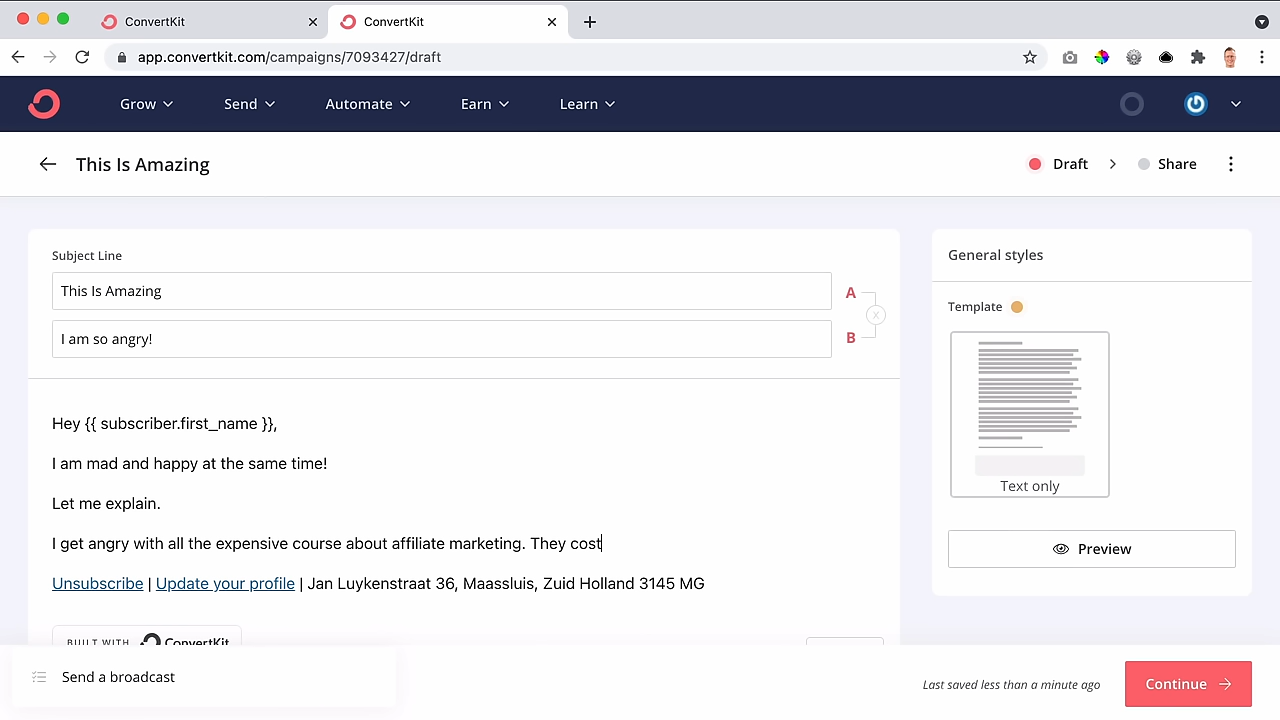 ConvertKit
ConvertKit
app.convertkit.com/campaigns/7093427/draft
Grow
Send
Automate
Earn
Learn
This Is Amazing
Draft
Share
Subject Line
This Is Amazing
A
X
I am so angry!
B
Hey {{ subscriber.first_name }},
I am mad and happy at the same time!
Let me explain.
I get angry with all the expensive course about affiliate marketing. They cost
Unsubscribe | Update your profile | Jan Luykenstraat 36, Maassluis, Zuid Holland 3145 MG
BUILT WITH ConvertKit
General styles
Template
Text only
Preview
Send a broadcast
Last saved less than a minute ago
Continue